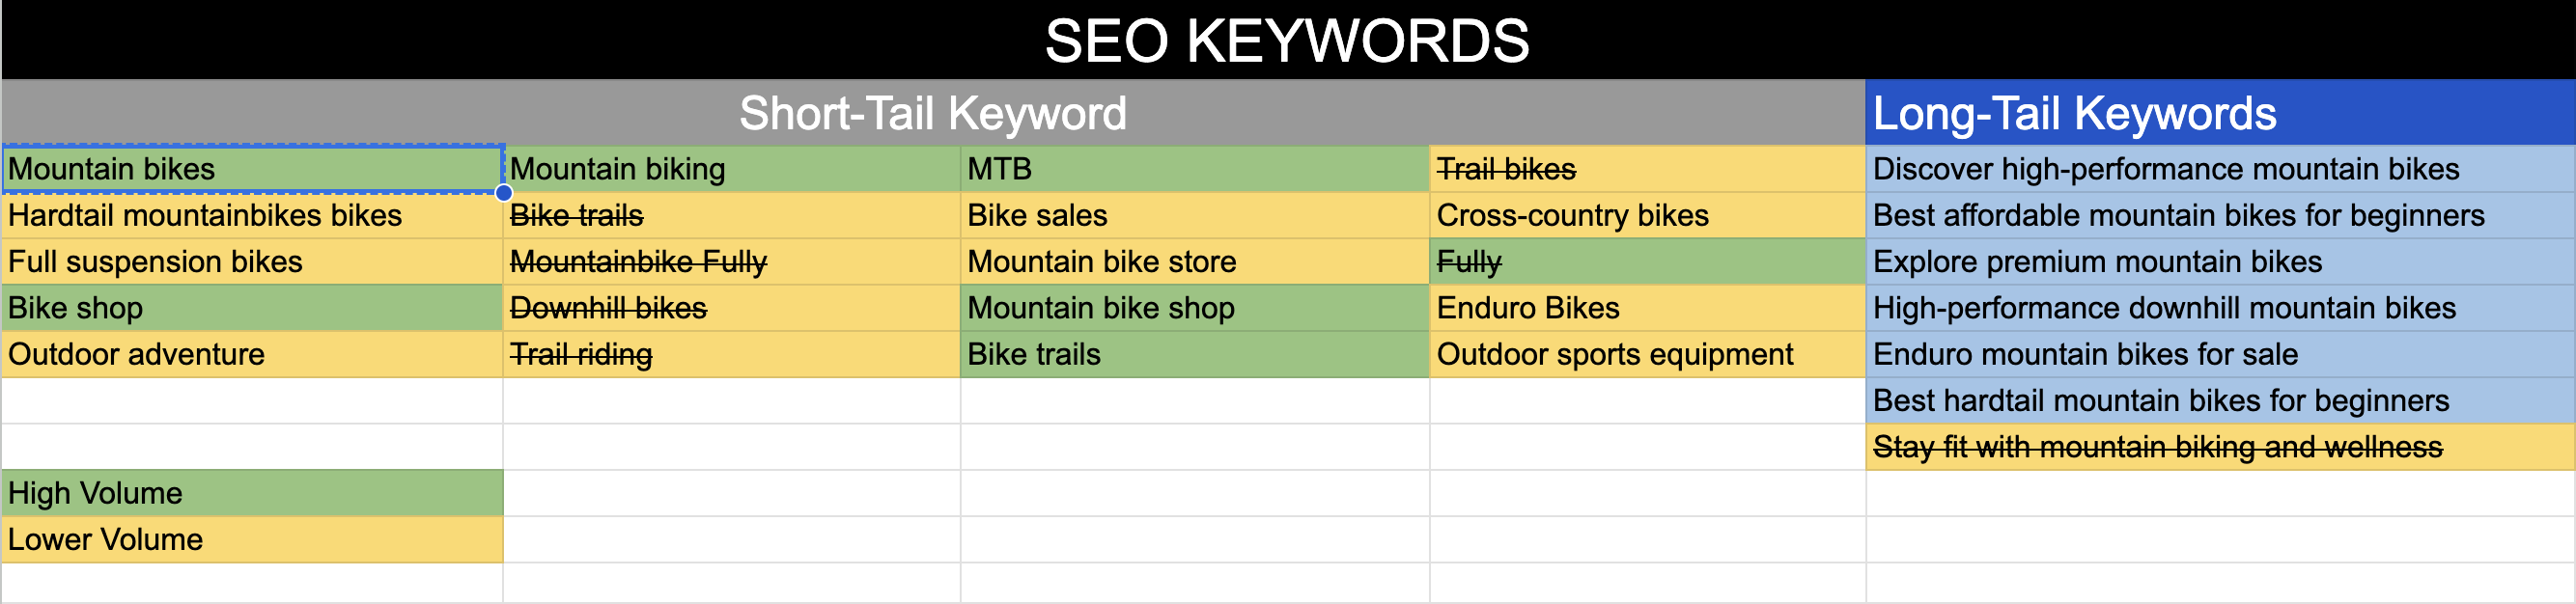 SEO KEYWORDS
Short-Tail Keyword Long-Tail Keywords
Mountain bikes Mountain biking MTB Trail bikes Discover high-performance mountain bikes
Hardtail mountainbikes bikes Bike trails Bike sales Cross-country bikes Best affordable mountain bikes for beginners
Full suspension bikes Mountainbike Fully Mountain bike store Fully Explore premium mountain bikes
Bike shop Downhill bikes Mountain bike shop Enduro Bikes High-performance downhill mountain bikes
Outdoor adventure Trail riding Bike trails Outdoor sports equipment Enduro mountain bikes for sale
Best hardtail mountain bikes for beginners
Stay fit with mountain biking and wellness
High Volume
Lower Volume